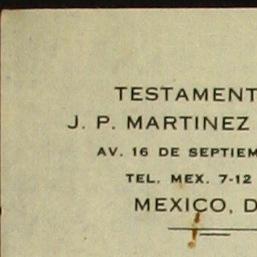 TESTAMENT
J. P. MARTINEZ
AV. 16 DE SEPTIEM
TEL. MEX. 7-12
MEXICO, D